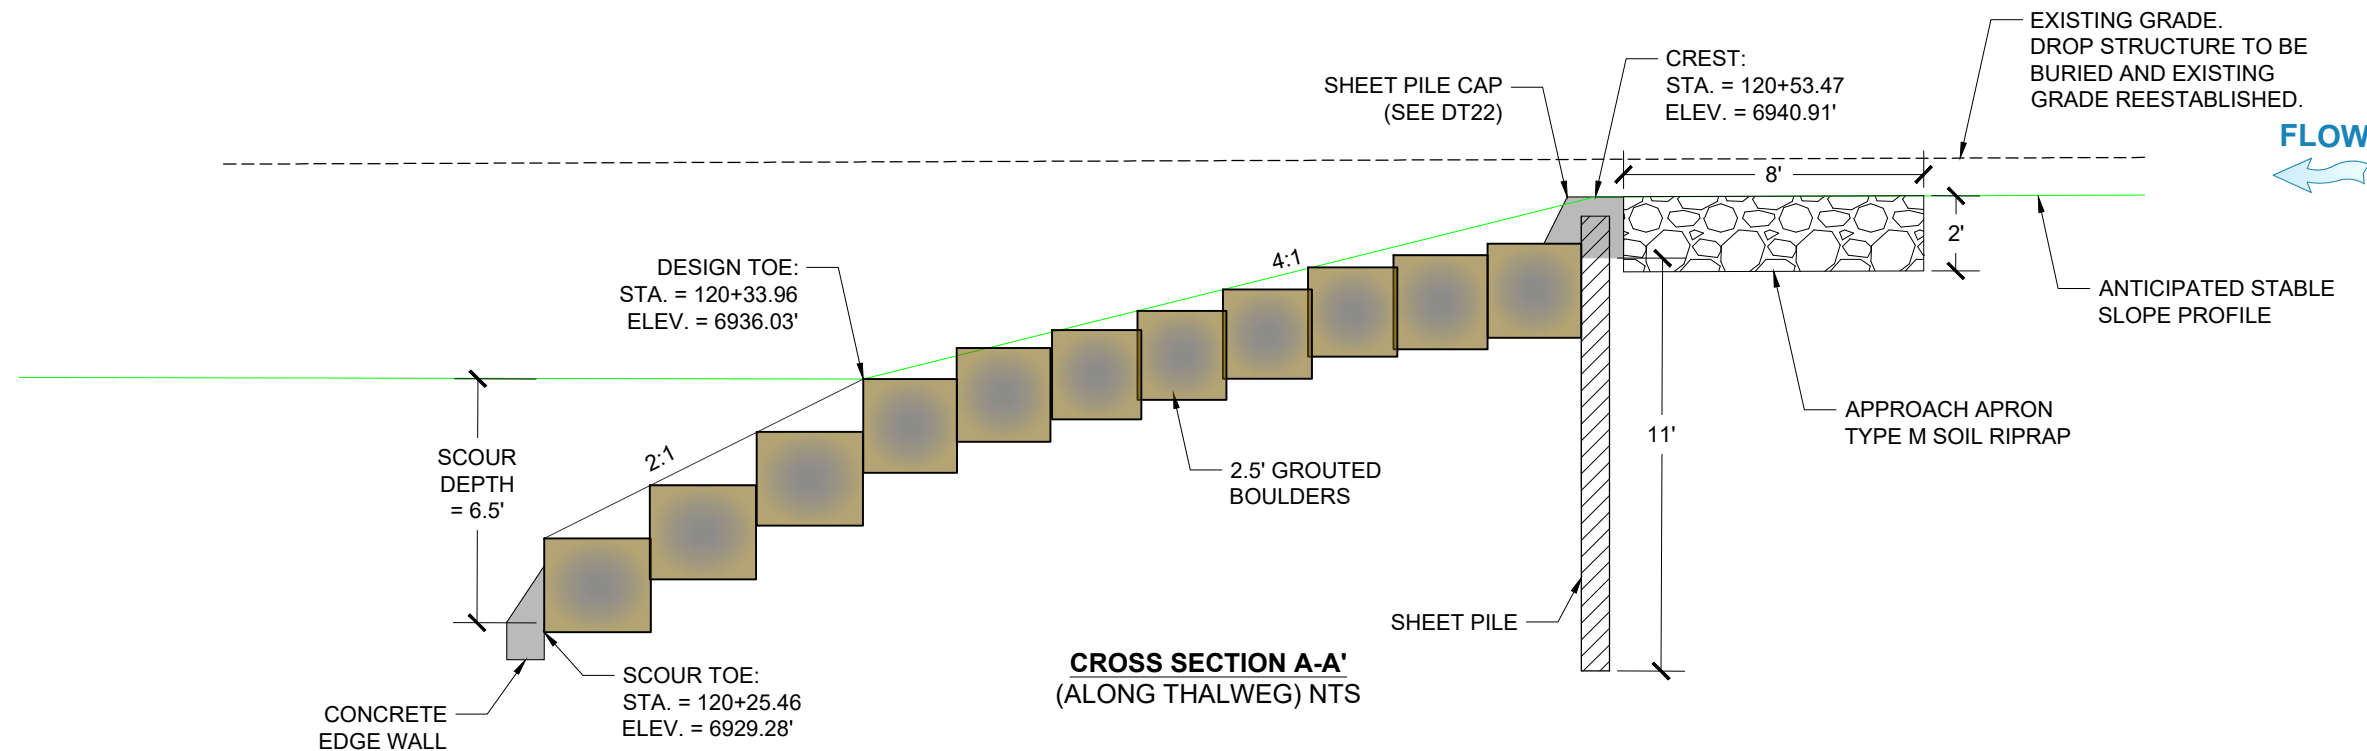 EXISTING GRADE.
DROP STRUCTURE TO BE
BURIED AND EXISTING
GRADE REESTABLISHED.
FLOW
CREST:
STA. = 120+53.47
ELEV. = 6940.91'
SHEET PILE CAP
(SEE DT22)
8'
2'
4:1
DESIGN TOE:
STA. = 120+33.96
ELEV. = 6936.03'
ANTICIPATED STABLE
SLOPE PROFILE
APPROACH APRON
TYPE M SOIL RIPRAP
11'
2:1
SCOUR
DEPTH
= 6.5'
2.5' GROUTED
BOULDERS
SHEET PILE
SCOUR TOE:
STA. = 120+25.46
ELEV. = 6929.28'
CONCRETE
EDGE WALL
CROSS SECTION A-A'
(ALONG THALWEG) NTS